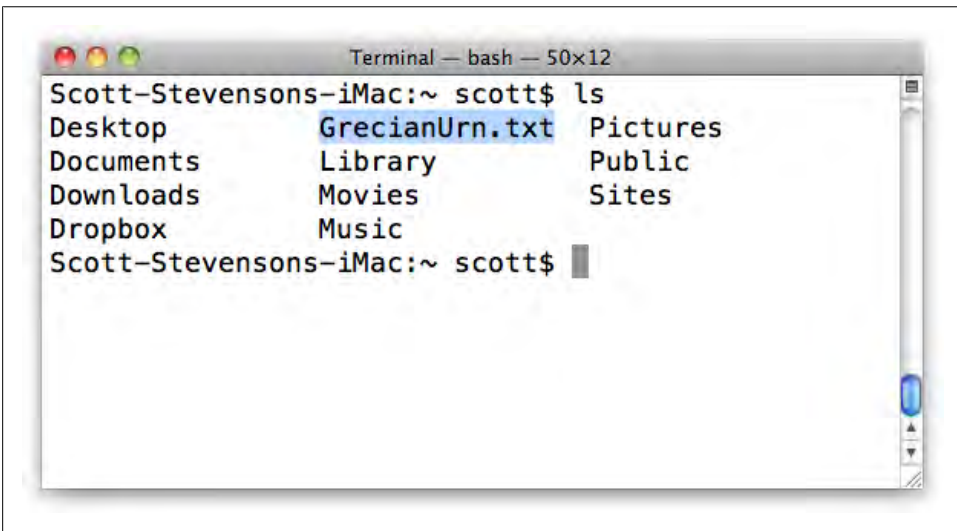 Terminal — bash — 50×12
Scott-Stevensons-iMac:~ scott$ ls
Desktop GrecianUrn.txt Pictures
Documents Library Public
Downloads Movies Sites
Dropbox Music
Scott-Stevensons-iMac:~ scott$